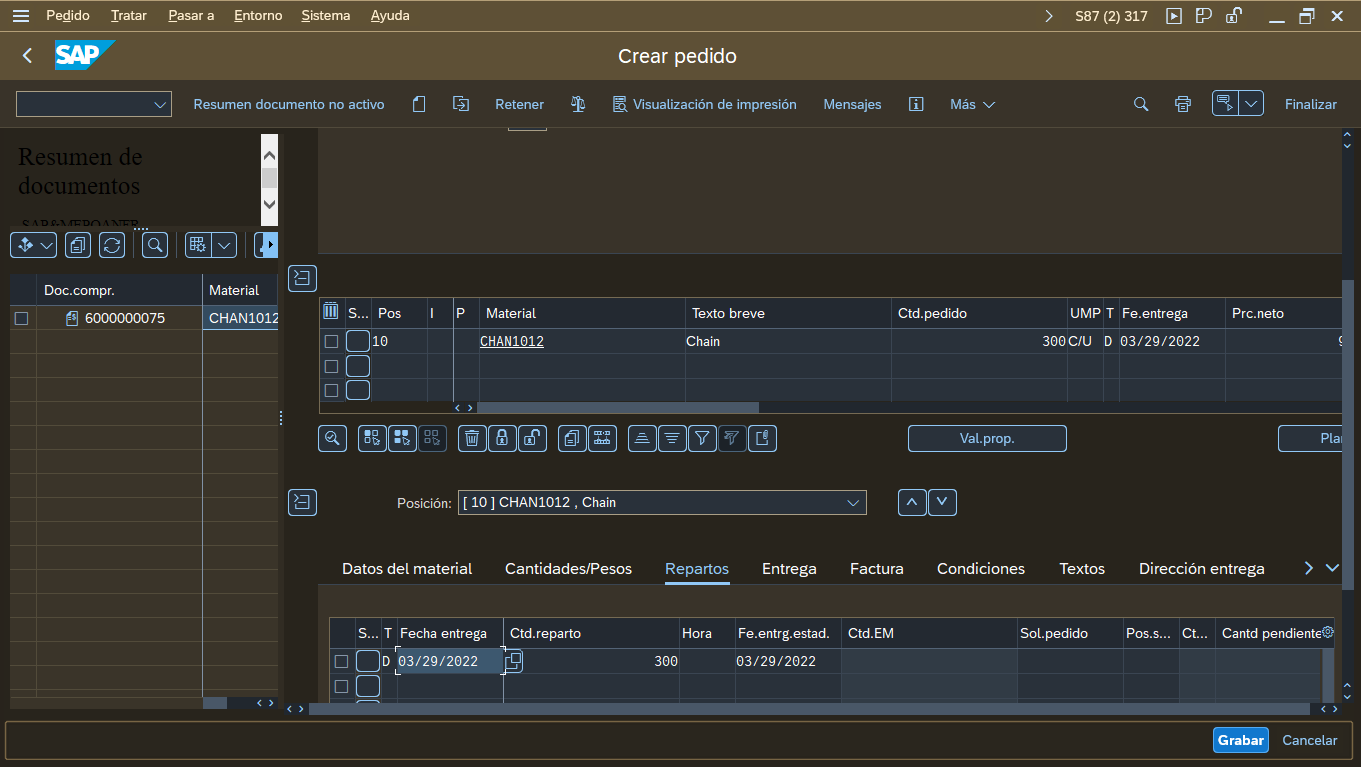 Pedido Tratar Pasar a Entorno Sistema Ayuda S87 (2) 317
SAP Crear pedido
Resumen documento no activo Retener Visualización de impresión Mensajes Más Finalizar
Resumen de
documentos
Doc.compr. Material
6000000075 CHAN1012
S... Pos I P Material Texto breve Ctd.pedido UMP T Fe.entrega Prc.neto
10 CHAN1012 Chain 300 C/U D 03/29/2022
Val.prop.
Posición: [ 10 ] CHAN1012 , Chain
Datos del material Cantidades/Pesos Repartos Entrega Factura Condiciones Textos Dirección entrega
S... T Fecha entrega Ctd.reparto Hora Fe.entrg.estad. Ctd.EM Sol.pedido Pos.s... Ct... Cantd pendiente
D 03/29/2022 300 03/29/2022
Grabar Cancelar